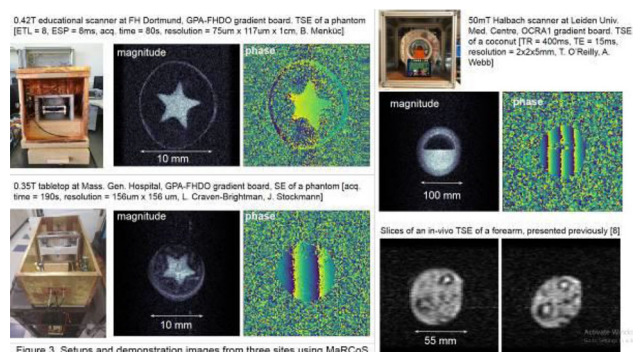 0.42T educational scanner at FH Dortmund, GPA-FHDO gradient board. TSE of a phantom
[ETL = 8, ESP = 8ms, acq. time = 80s, resolution = 75um x 117um x 1cm, B. Menküc]
magnitude
phase
10 mm
0.35T tabletop at Mass. Gen. Hospital, GPA-FHDO gradient board, SE of a phantom [acq.
time = 190s, resolution = 156um x 156 um, L. Craven-Brightman, J. Stockmann]
magnitude
phase
10 mm
Figure 3. Setups and demonstration images from three sites using MaRCoS
50mT Halbach scanner at Leiden Univ.
Med. Centre, OCRA1 gradient board. TSE
of a coconut [TR = 400ms, TE = 15ms,
resolution = 2x2x5mm, T. O'Reilly, A.
Webb]
magnitude
phase
100 mm
Slices of an in-vivo TSE of a forearm, presented previously [8]
55 mm
Activate Windows